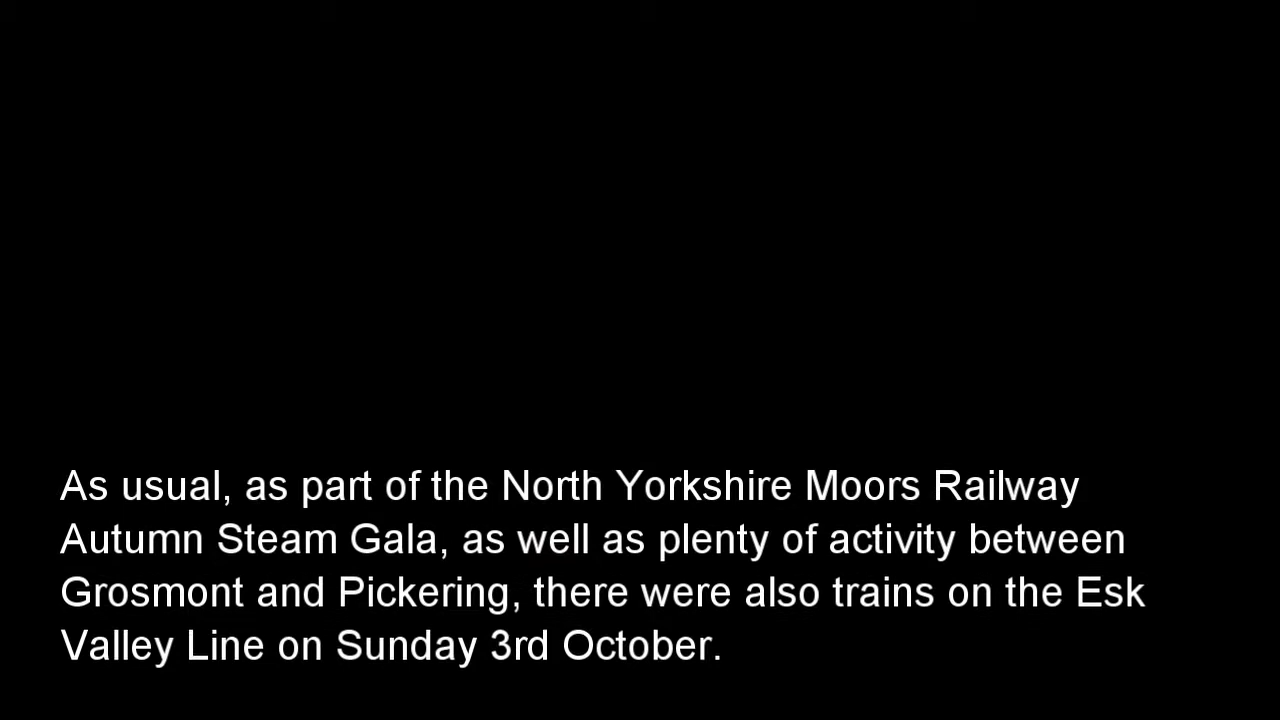 As usual, as part of the North Yorkshire Moors Railway
Autumn Steam Gala, as well as plenty of activity between
Grosmont and Pickering, there were also trains on the Esk
Valley Line on Sunday 3rd October.